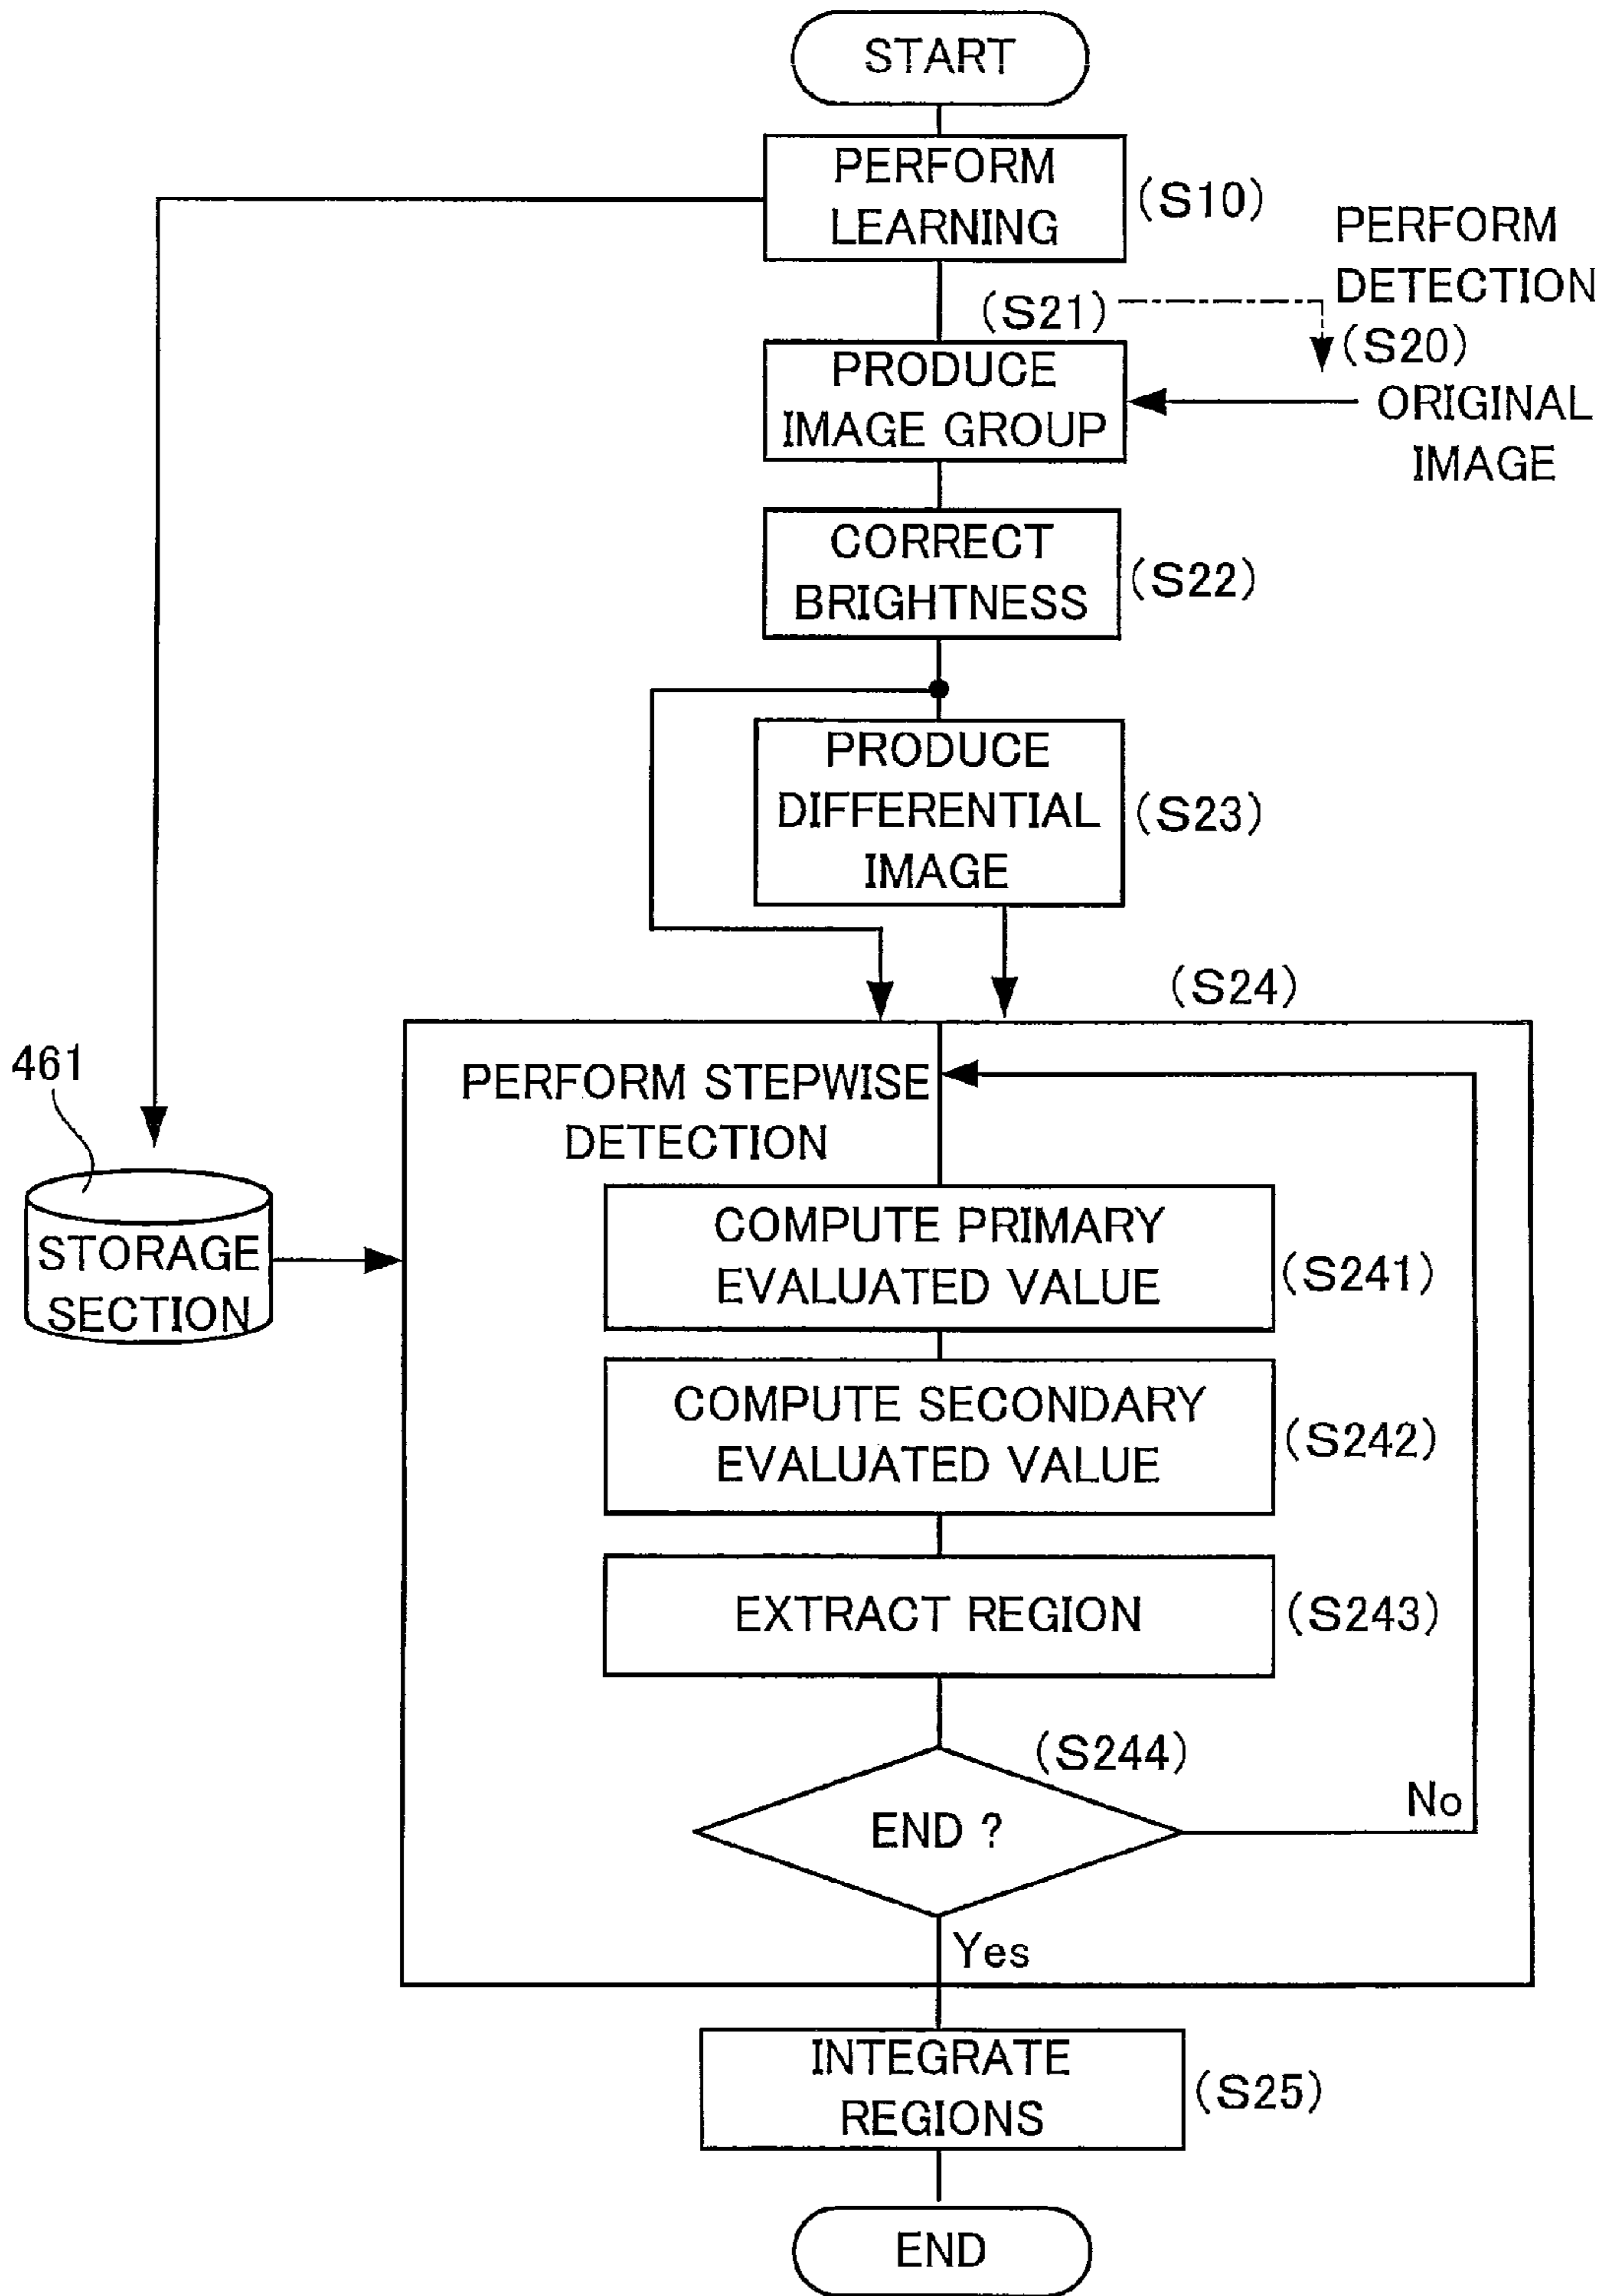 START
PERFORM
LEARNING
(S10)
PERFORM
DETECTION
(S20)
(S21)
PRODUCE
IMAGE GROUP
ORIGINAL
IMAGE
CORRECT
BRIGHTNESS
(S22)
PRODUCE
DIFFERENTIAL
IMAGE
(S23)
(S24)
461
STORAGE
SECTION
PERFORM STEPWISE
DETECTION
COMPUTE PRIMARY
EVALUATED VALUE
(S241)
COMPUTE SECONDARY
EVALUATED VALUE
(S242)
EXTRACT REGION
(S243)
(S244)
END ?
No
Yes
INTEGRATE
REGIONS
(S25)
END